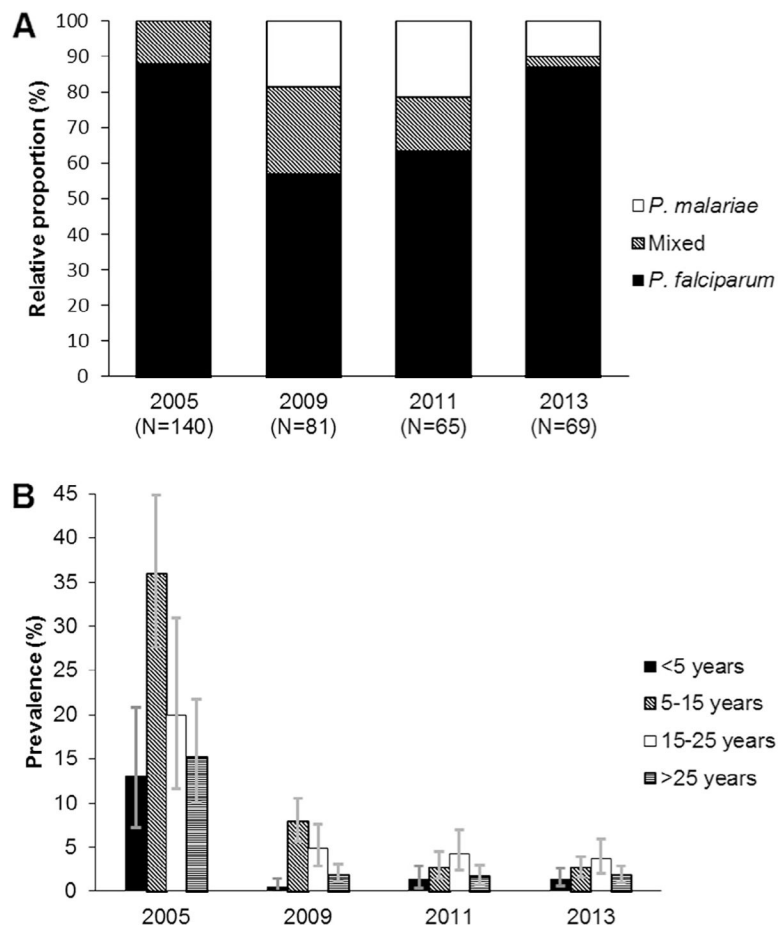 A
Relative proportion (%)
100
90
80
70
60
50
40
30
20
10
0
2005 2009 2011 2013
(N=140) (N=81) (N=65) (N=69)
P. malariae
Mixed
P. falciparum
B
Prevalence (%)
45
40
35
30
25
20
15
10
5
0
2005 2009 2011 2013
<5 years
5-15 years
15-25 years
>25 years